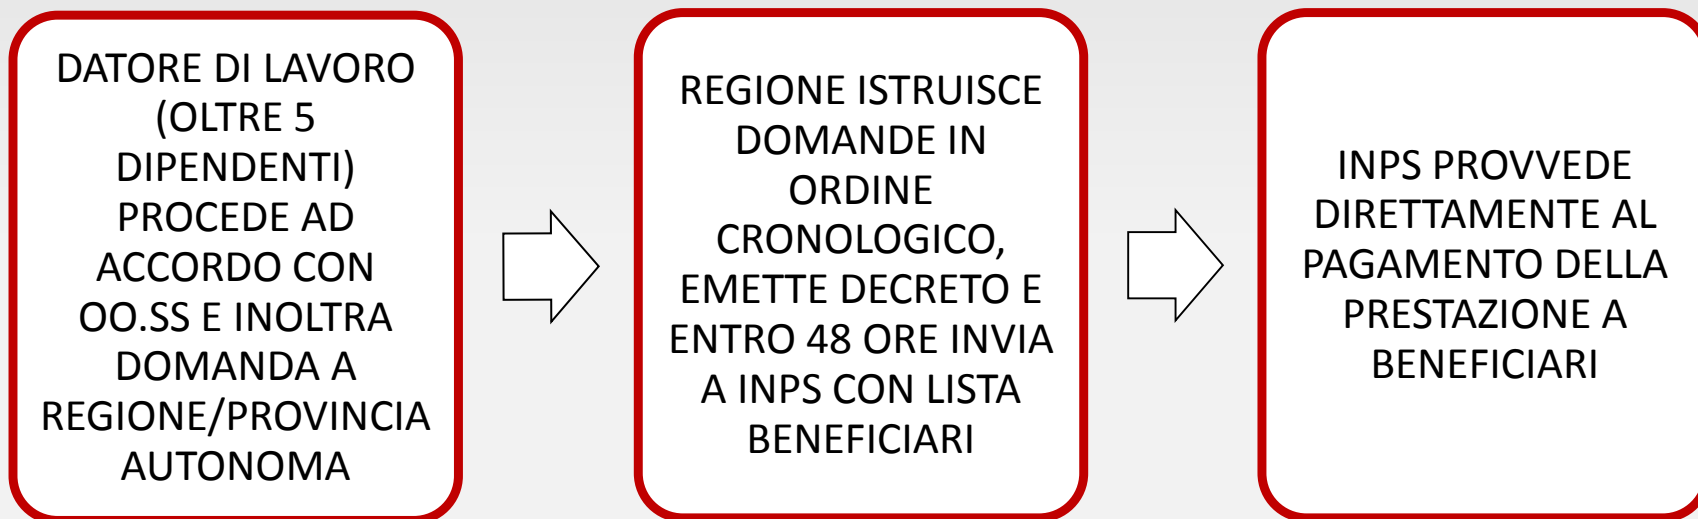 DATORE DI LAVORO
(OLTRE 5
DIPENDENTI)
PROCEDE AD
ACCORDO CON
OO.SS E INOLTRA
DOMANDA A
REGIONE/PROVINCIA
AUTONOMA
REGIONE ISTRUISCE
DOMANDE IN
ORDINE
CRONOLOGICO,
EMETTE DECRETO E
ENTRO 48 ORE INVIA
A INPS CON LISTA
BENEFICIARI
INPS PROVVEDE
DIRETTAMENTE AL
PAGAMENTO DELLA
PRESTAZIONE A
BENEFICIARI